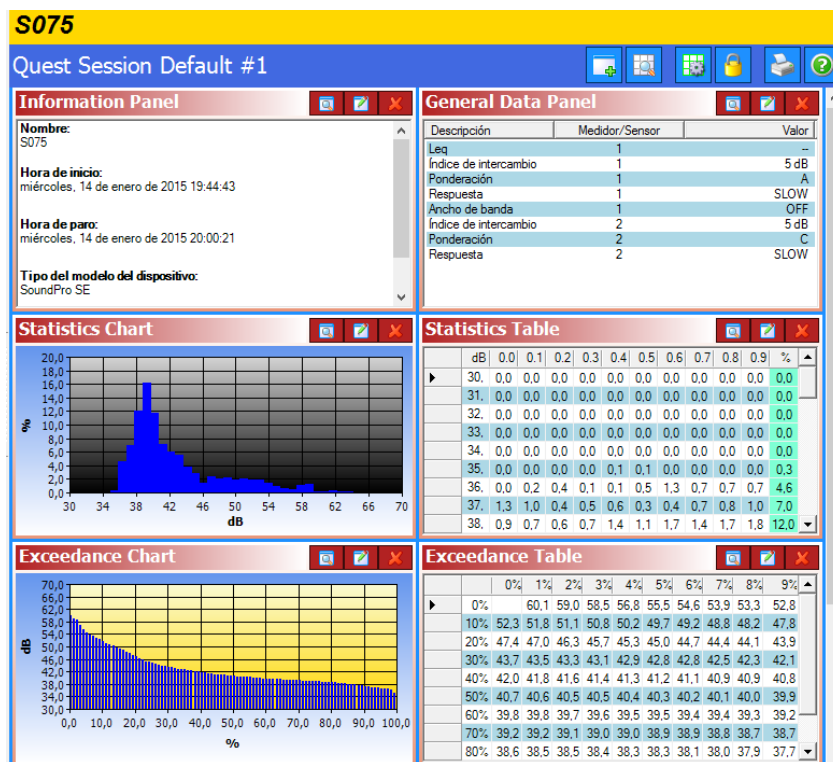 S075
Quest Session Default #1
Information Panel
Nombre:
S075
Hora de inicio:
miércoles, 14 de enero de 2015 19:44:43
Hora de paro:
miércoles, 14 de enero de 2015 20:00:21
Tipo del modelo del dispositivo:
SoundPro SE
General Data Panel
Descripción Medidor/Sensor Valor
Leq 1 --
Índice de intercambio 1 5 dB
Ponderación 1 A
Respuesta 1 SLOW
Ancho de banda 1 OFF
Índice de intercambio 2 5 dB
Ponderación 2 C
Respuesta 2 SLOW
Statistics Chart
20,0
18,0
16,0
14,0
12,0
10,0
8,0
6,0
4,0
2,0
0,0
%
30 34 38 42 46 50 54 58 62 66 70
dB
Statistics Table
dB 0.0 0.1 0.2 0.3 0.4 0.5 0.6 0.7 0.8 0.9 %
30. 0,0 0,0 0,0 0,0 0,0 0,0 0,0 0,0 0,0 0,0 0,0
31. 0,0 0,0 0,0 0,0 0,0 0,0 0,0 0,0 0,0 0,0 0,0
32. 0,0 0,0 0,0 0,0 0,0 0,0 0,0 0,0 0,0 0,0 0,0
33. 0,0 0,0 0,0 0,0 0,0 0,0 0,0 0,0 0,0 0,0 0,0
34. 0,0 0,0 0,0 0,0 0,0 0,0 0,0 0,0 0,0 0,0 0,0
35. 0,0 0,0 0,0 0,0 0,1 0,1 0,0 0,0 0,0 0,0 0,3
36. 0,0 0,2 0,4 0,1 0,1 0,5 1,3 0,7 0,7 0,7 4,6
37. 1,3 1,0 0,4 0,5 0,6 0,3 0,4 0,7 0,8 1,0 7,0
38. 0,9 0,7 0,6 0,7 1,4 1,1 1,7 1,4 1,7 1,8 12,0
Exceedance Chart
70,0
66,0
62,0
58,0
54,0
50,0
46,0
42,0
38,0
34,0
30,0
dB
0,0 10,0 20,0 30,0 40,0 50,0 60,0 70,0 80,0 90,0 100,0
%
Exceedance Table
0% 1% 2% 3% 4% 5% 6% 7% 8% 9%
0% 60,1 59,0 58,5 56,8 55,5 54,6 53,9 53,3 52,8
10% 52,3 51,8 51,1 50,8 50,2 49,7 49,2 48,8 48,2 47,8
20% 47,4 47,0 46,3 45,7 45,3 45,0 44,7 44,4 44,1 43,9
30% 43,7 43,5 43,3 43,1 42,9 42,8 42,8 42,5 42,3 42,1
40% 42,0 41,8 41,6 41,4 41,3 41,2 41,1 40,9 40,9 40,8
50% 40,7 40,6 40,5 40,5 40,4 40,3 40,2 40,1 40,0 39,9
60% 39,8 39,8 39,7 39,6 39,5 39,5 39,4 39,4 39,3 39,2
70% 39,2 39,2 39,1 39,0 39,0 38,9 38,9 38,8 38,7 38,7
80% 38,6 38,5 38,5 38,4 38,3 38,3 38,1 38,0 37,9 37,7